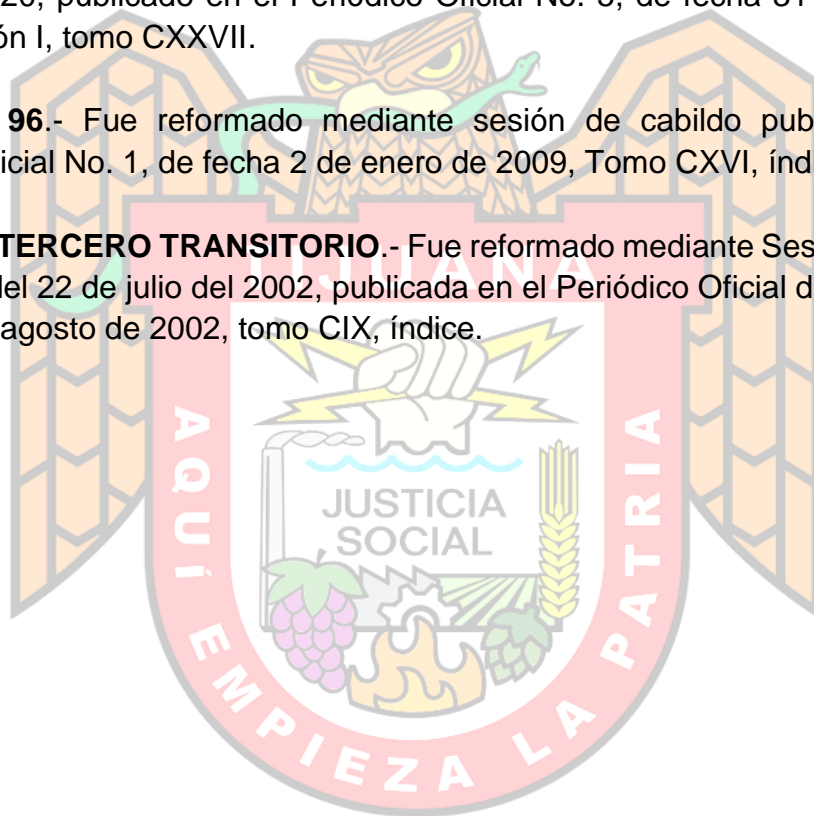 20, publicado en el Periódico Oficial No. 5, de fecha 31
ón I, tomo CXXVII.
96.- Fue reformado mediante sesión de cabildo pub
icial No. 1, de fecha 2 de enero de 2009, Tomo CXVI, índi
TERCERO TRANSITORIO.- Fue reformado mediante Ses
del 22 de julio del 2002, publicada en el Periódico Oficial d
agosto de 2002, tomo CIX, índice.
TIJUANA
JUSTICIA
SOCIAL
AQUÍ EMPIEZA LA PATRIA